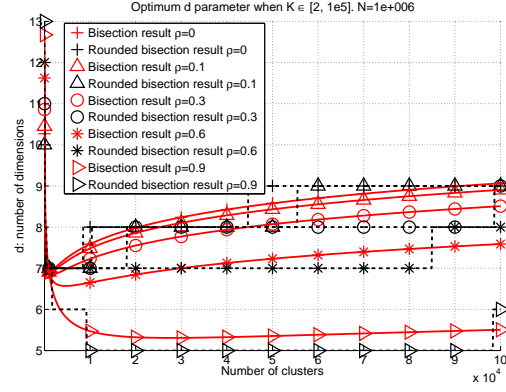 Optimum d parameter when K ∈ [2, 1e5]. N=1e+006
d: number of dimensions
13
12
11
10
9
8
7
6
5
Bisection result ρ=0
Rounded bisection result ρ=0
Bisection result ρ=0.1
Rounded bisection result ρ=0.1
Bisection result ρ=0.3
Rounded bisection result ρ=0.3
Bisection result ρ=0.6
Rounded bisection result ρ=0.6
Bisection result ρ=0.9
Rounded bisection result ρ=0.9
1 2 3 4 5 6 7 8 9 10
Number of clusters
x 10^4